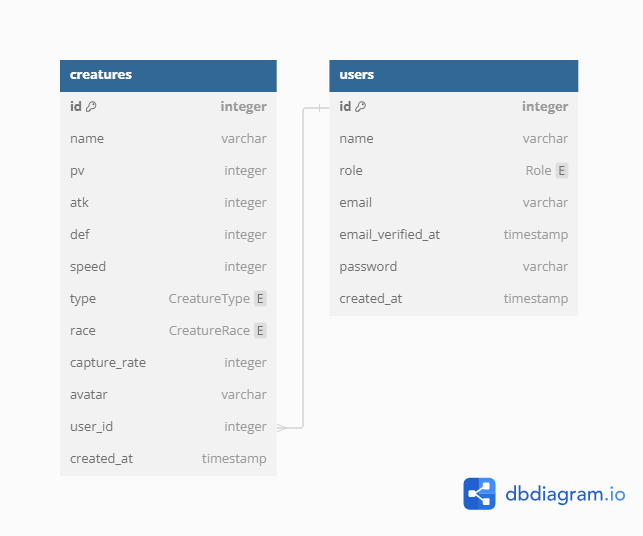 creatures
id integer
name varchar
pv integer
atk integer
def integer
speed integer
type CreatureType E
race CreatureRace E
capture_rate integer
avatar varchar
user_id integer
created_at timestamp
users
id integer
name varchar
role Role E
email varchar
email_verified_at timestamp
password varchar
created_at timestamp
dbdiagram.io